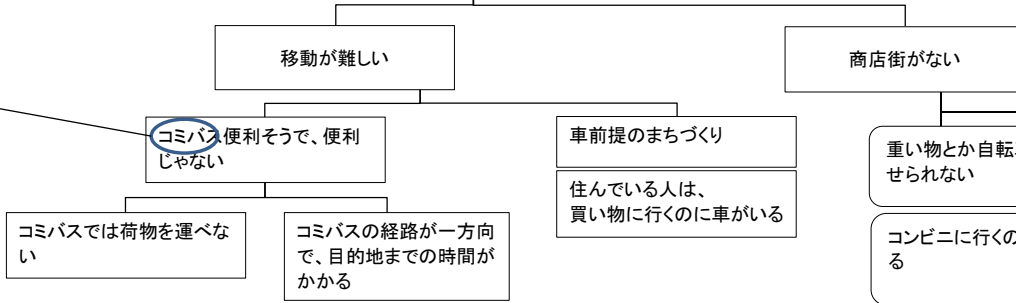 移動が難しい
商店街がない
コミバス便利そうで、便利
じゃない
車前提のまちづくり
住んでいる人は、
買い物に行くのに車がいる
重い物とか自転
せられない
コンビニに行くの
る
コミバスでは荷物を運べな
い
コミバスの経路が一方向
で、目的地までの時間が
かかる